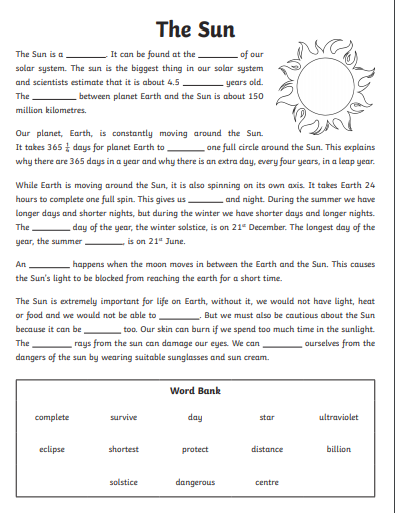 The Sun
The Sun is a ________. It can be found at the ________ of our
solar system. The sun is the biggest thing in our solar system
and scientists estimate that it is about 4.5 ________ years old.
The ________ between planet Earth and the Sun is about 150
million kilometres.
Our planet, Earth, is constantly moving around the Sun.
It takes 365 ¼ days for planet Earth to ________ one full circle around the Sun. This explains
why there are 365 days in a year and why there is an extra day, every four years, in a leap year.
While Earth is moving around the Sun, it is also spinning on its own axis. It takes Earth 24
hours to complete one full spin. This gives us ________ and night. During the summer we have
longer days and shorter nights, but during the winter we have shorter days and longer nights.
The ________ day of the year, the winter solstice, is on 21st December. The longest day of the
year, the summer ________, is on 21st June.
An ________ happens when the moon moves in between the Earth and the Sun. This causes
the Sun's light to be blocked from reaching the earth for a short time.
The Sun is extremely important for life on Earth, without it, we would not have light, heat
or food and we would not be able to ________. But we must also be cautious about the Sun
because it can be ________ too. Our skin can burn if we spend too much time in the sunlight.
The ________ rays from the sun can damage our eyes. We can ________ ourselves from the
dangers of the sun by wearing suitable sunglasses and sun cream.
Word Bank
complete survive day star ultraviolet
eclipse shortest protect distance billion
solstice dangerous centre